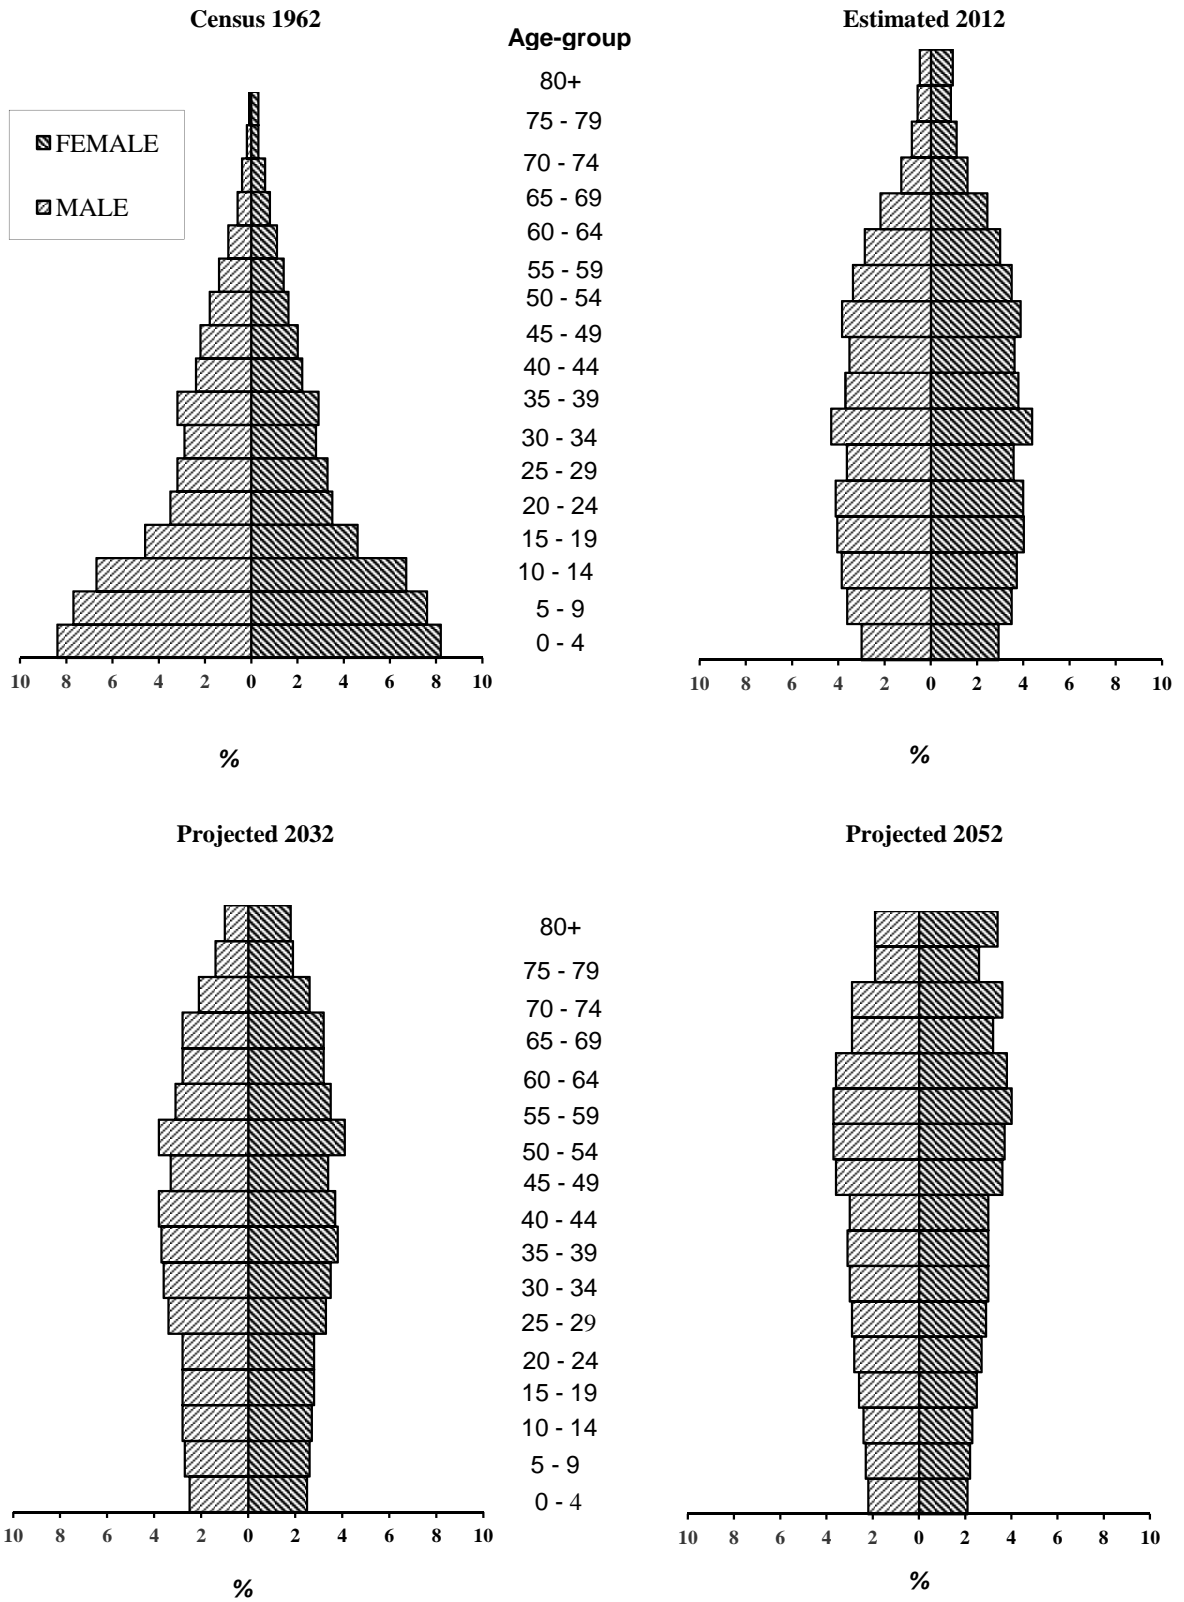 Census 1962
Estimated 2012
Age-group
FEMALE
MALE
80+
75 - 79
70 - 74
65 - 69
60 - 64
55 - 59
50 - 54
45 - 49
40 - 44
35 - 39
30 - 34
25 - 29
20 - 24
15 - 19
10 - 14
5 - 9
0 - 4
10 8 6 4 2 0 2 4 6 8 10
10 8 6 4 2 0 2 4 6 8 10
%
%
Projected 2032
Projected 2052
80+
75 - 79
70 - 74
65 - 69
60 - 64
55 - 59
50 - 54
45 - 49
40 - 44
35 - 39
30 - 34
25 - 29
20 - 24
15 - 19
10 - 14
5 - 9
0 - 4
10 8 6 4 2 0 2 4 6 8 10
10 8 6 4 2 0 2 4 6 8 10
%
%